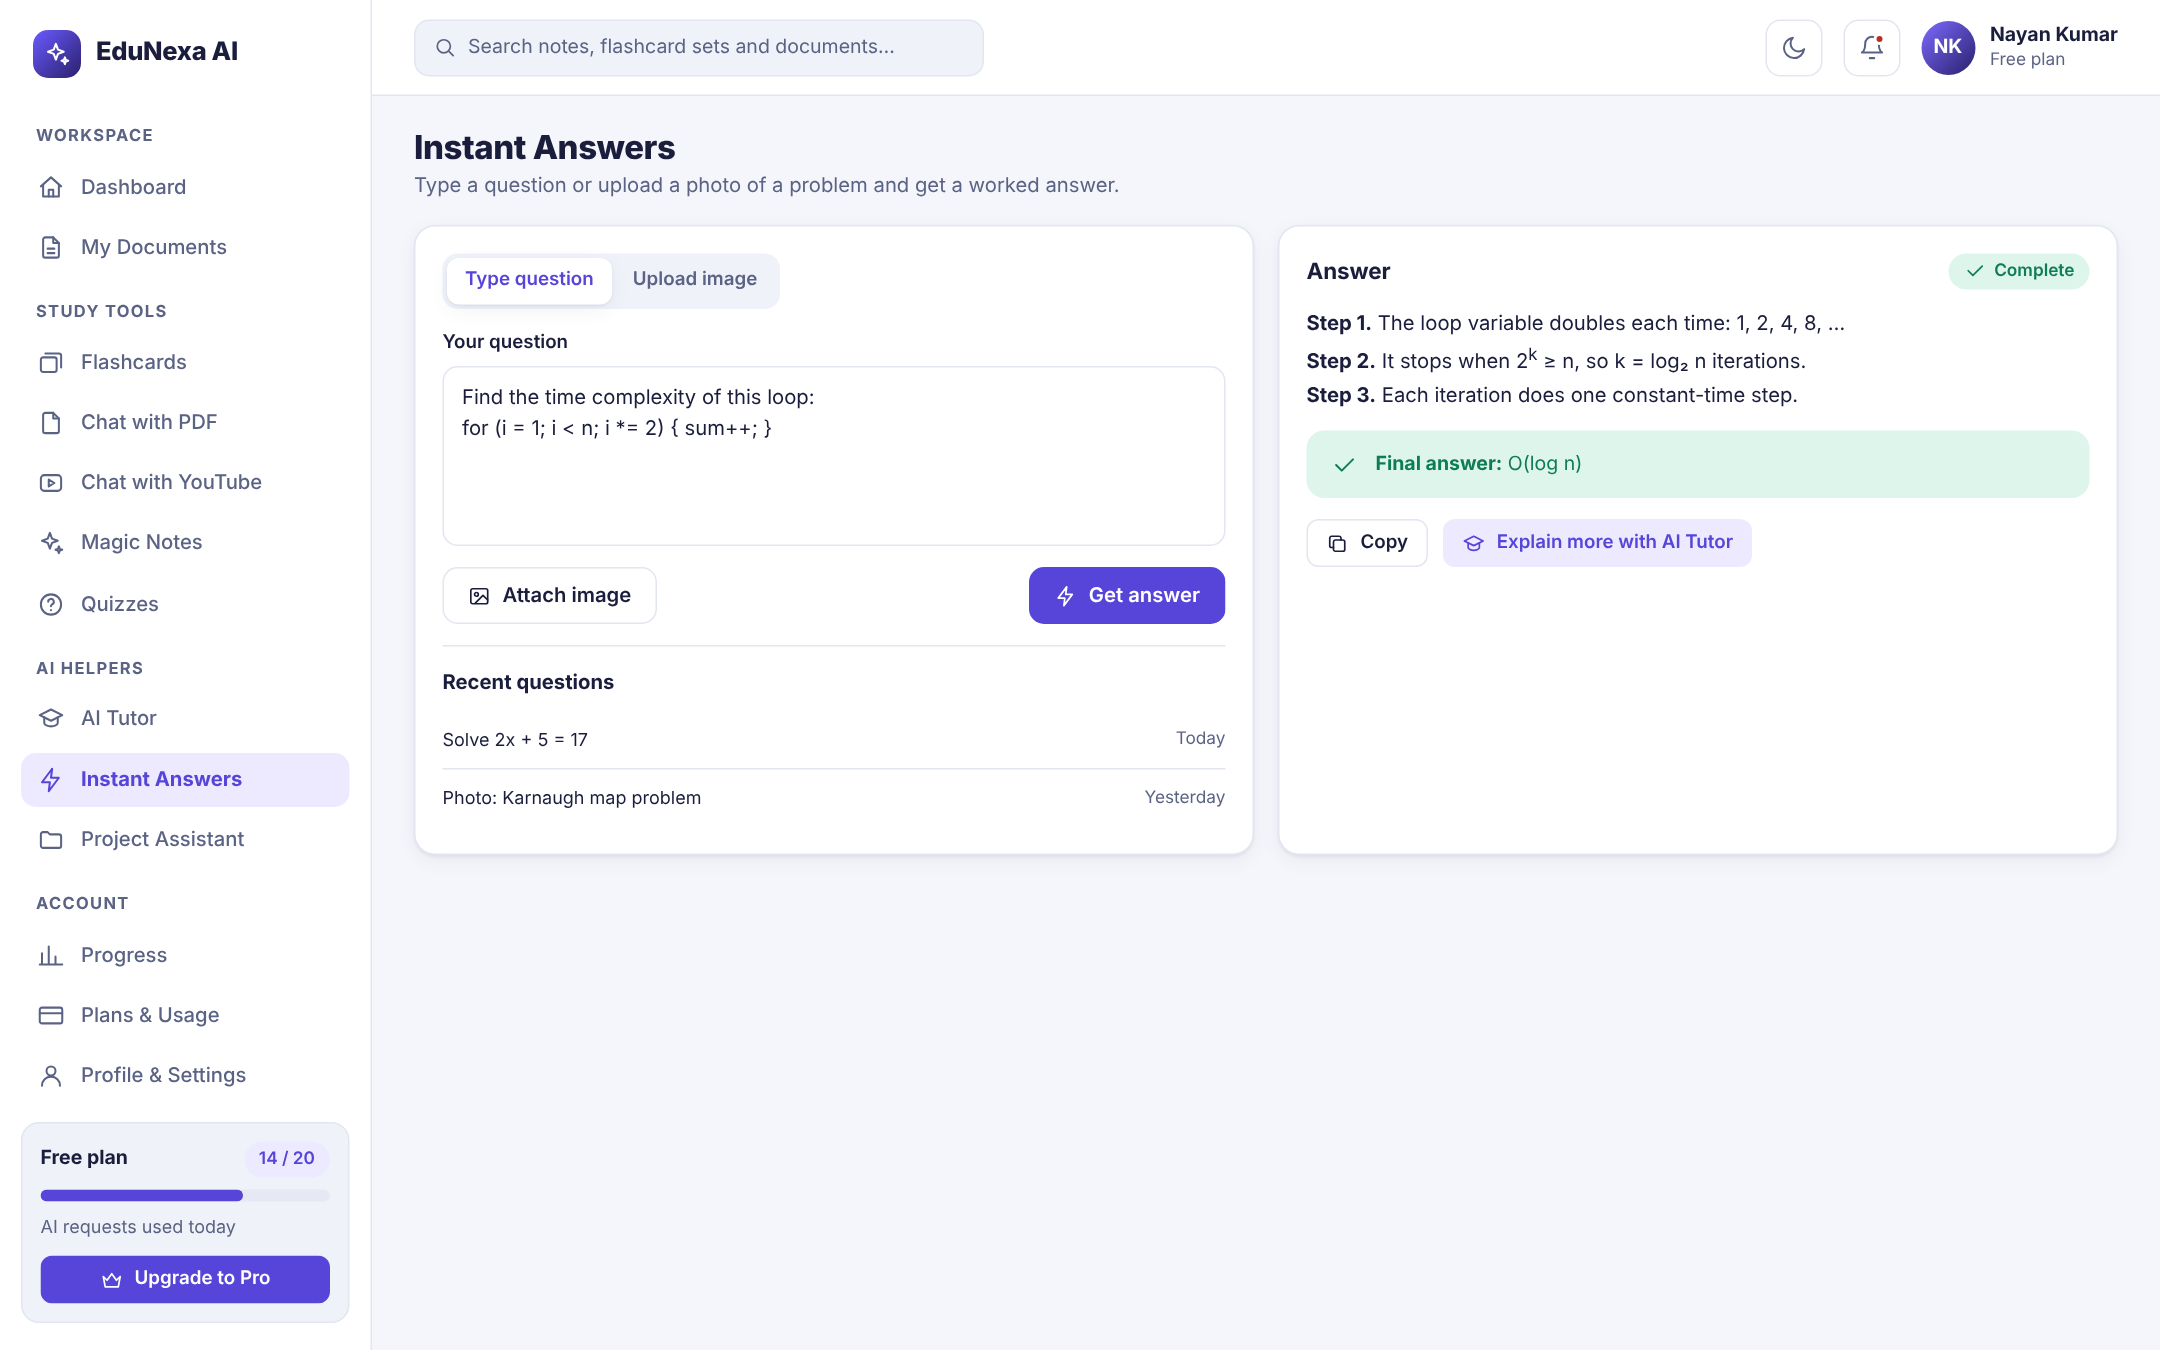 EduNexa AI
WORKSPACE
Dashboard
My Documents
STUDY TOOLS
Flashcards
Chat with PDF
Chat with YouTube
Magic Notes
Quizzes
AI HELPERS
AI Tutor
Instant Answers
Project Assistant
ACCOUNT
Progress
Plans & Usage
Profile & Settings
Free plan 14 / 20
AI requests used today
Upgrade to Pro
Search notes, flashcard sets and documents...
NK
Nayan Kumar
Free plan
Instant Answers
Type a question or upload a photo of a problem and get a worked answer.
Type question Upload image
Your question
Find the time complexity of this loop:
for (i = 1; i < n; i *= 2) { sum++; }
Attach image Get answer
Recent questions
Solve 2x + 5 = 17 Today
Photo: Karnaugh map problem Yesterday
Answer Complete
Step 1. The loop variable doubles each time: 1, 2, 4, 8, ...
Step 2. It stops when 2ᵏ ≥ n, so k = log₂ n iterations.
Step 3. Each iteration does one constant-time step.
Final answer: O(log n)
Copy Explain more with AI Tutor